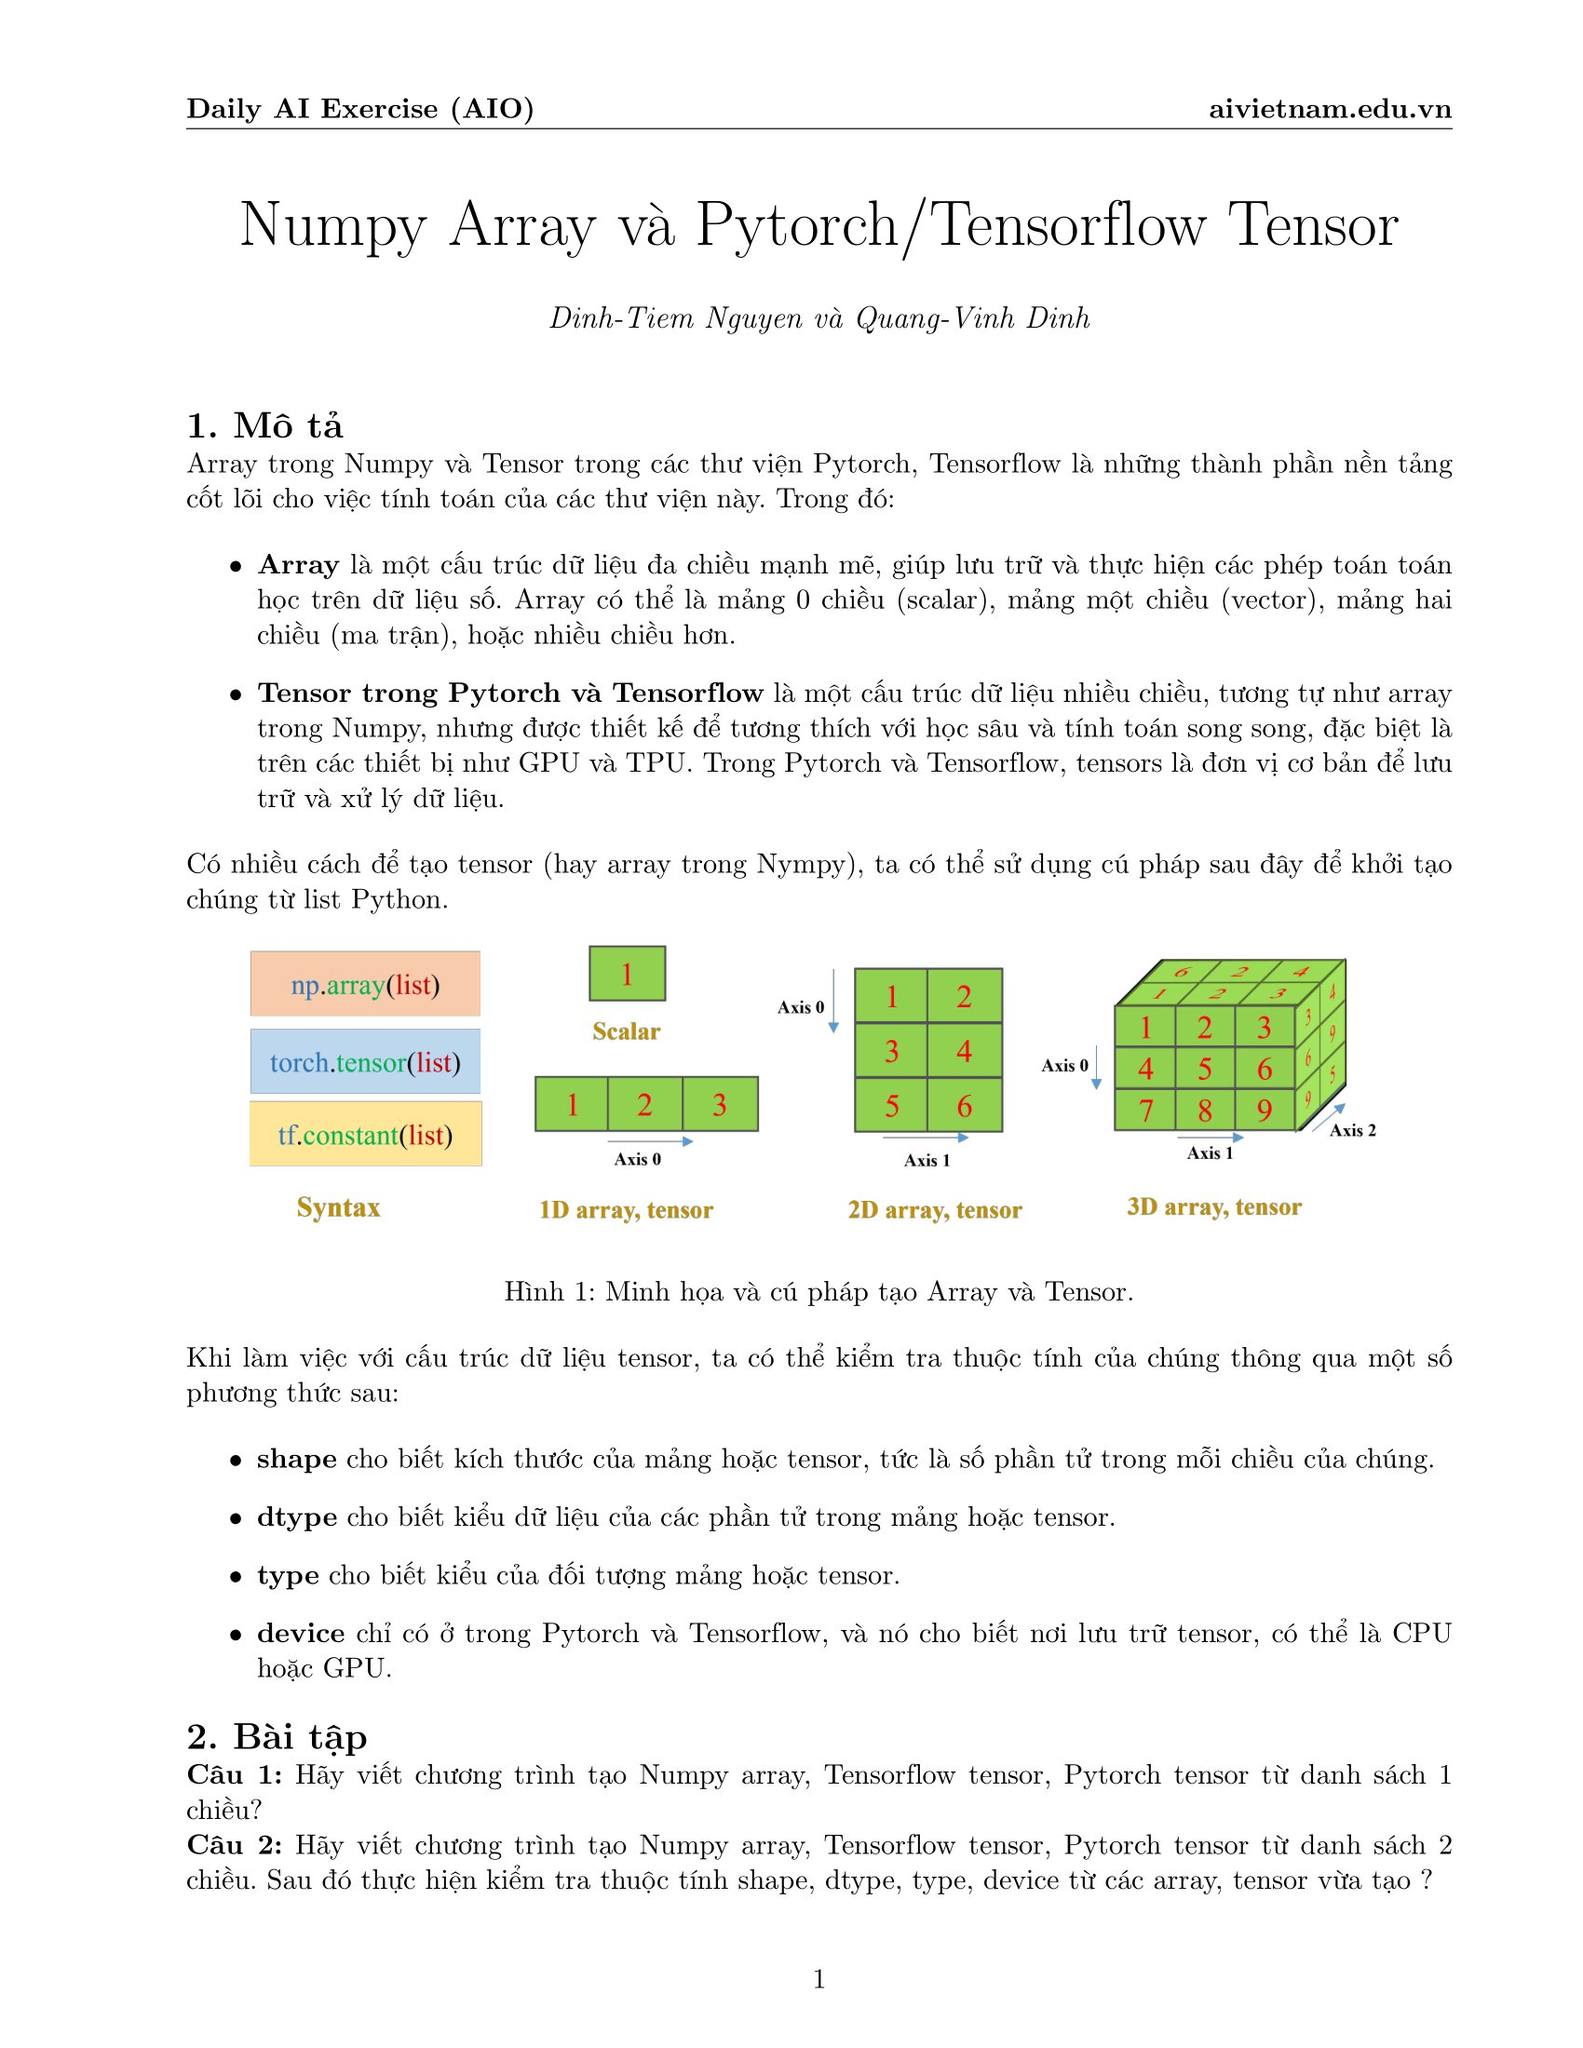 Daily AI Exercise (AIO) aivietnam.edu.vn
Numpy Array và Pytorch/Tensorflow Tensor
Dinh-Tiem Nguyen và Quang-Vinh Dinh
1. Mô tả
Array trong Numpy và Tensor trong các thư viện Pytorch, Tensorflow là những thành phần nền tảng
cốt lõi cho việc tính toán của các thư viện này. Trong đó:
• Array là một cấu trúc dữ liệu đa chiều mạnh mẽ, giúp lưu trữ và thực hiện các phép toán toán
học trên dữ liệu số. Array có thể là mảng 0 chiều (scalar), mảng một chiều (vector), mảng hai
chiều (ma trận), hoặc nhiều chiều hơn.
• Tensor trong Pytorch và Tensorflow là một cấu trúc dữ liệu nhiều chiều, tương tự như array
trong Numpy, nhưng được thiết kế để tương thích với học sâu và tính toán song song, đặc biệt là
trên các thiết bị như GPU và TPU. Trong Pytorch và Tensorflow, tensors là đơn vị cơ bản để lưu
trữ và xử lý dữ liệu.
Có nhiều cách để tạo tensor (hay array trong Nympy), ta có thể sử dụng cú pháp sau đây để khởi tạo
chúng từ list Python.
np.array(list)
torch.tensor(list)
tf.constant(list)
Syntax
1
Scalar
1 2 3
Axis 0
1D array, tensor
Axis 0
1 2
3 4
5 6
Axis 1
2D array, tensor
6 2 4
1 2 3
1 2 3
4 5 6
7 8 9
3 4
6 9
9 5
Axis 0
Axis 1
Axis 2
3D array, tensor
Hình 1: Minh họa và cú pháp tạo Array và Tensor.
Khi làm việc với cấu trúc dữ liệu tensor, ta có thể kiểm tra thuộc tính của chúng thông qua một số
phương thức sau:
• shape cho biết kích thước của mảng hoặc tensor, tức là số phần tử trong mỗi chiều của chúng.
• dtype cho biết kiểu dữ liệu của các phần tử trong mảng hoặc tensor.
• type cho biết kiểu của đối tượng mảng hoặc tensor.
• device chỉ có ở trong Pytorch và Tensorflow, và nó cho biết nơi lưu trữ tensor, có thể là CPU
hoặc GPU.
2. Bài tập
Câu 1: Hãy viết chương trình tạo Numpy array, Tensorflow tensor, Pytorch tensor từ danh sách 1
chiều?
Câu 2: Hãy viết chương trình tạo Numpy array, Tensorflow tensor, Pytorch tensor từ danh sách 2
chiều. Sau đó thực hiện kiểm tra thuộc tính shape, dtype, type, device từ các array, tensor vừa tạo ?
1